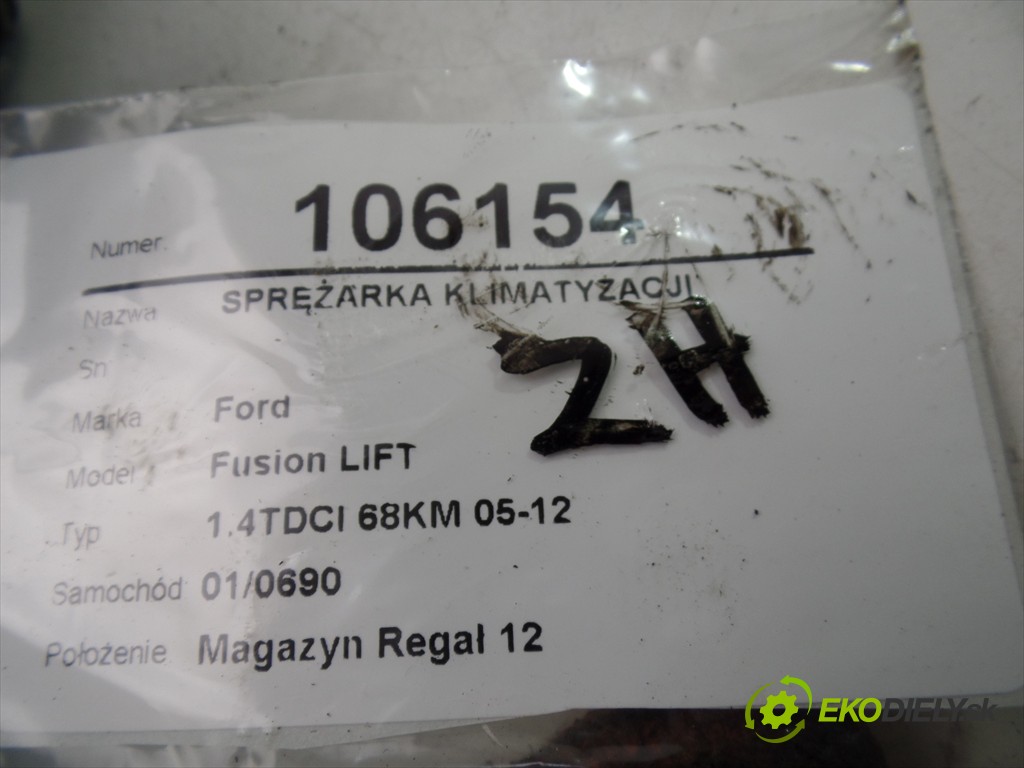 Numer. 106154
Nazwa SPRĘŻARKA KLIMATYZACJI
Sn
ZH
Marka Ford
Model Fusion LIFT
Typ 1.4TDCI 68KM 05-12
Samochód 01/0690
Położenie Magazyn Regał 12
EKODIELY.sk